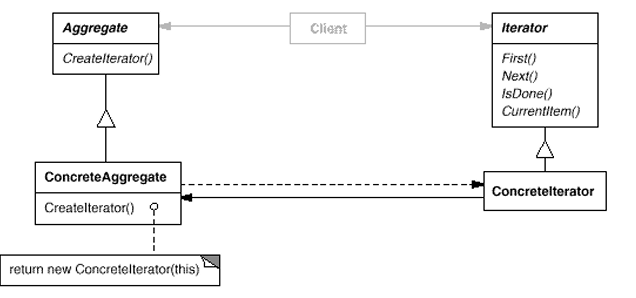 Aggregate
CreateIterator()
Client
Iterator
First()
Next()
IsDone()
CurrentItem()
ConcreteAggregate
CreateIterator()
ConcreteIterator
return new ConcreteIterator(this)